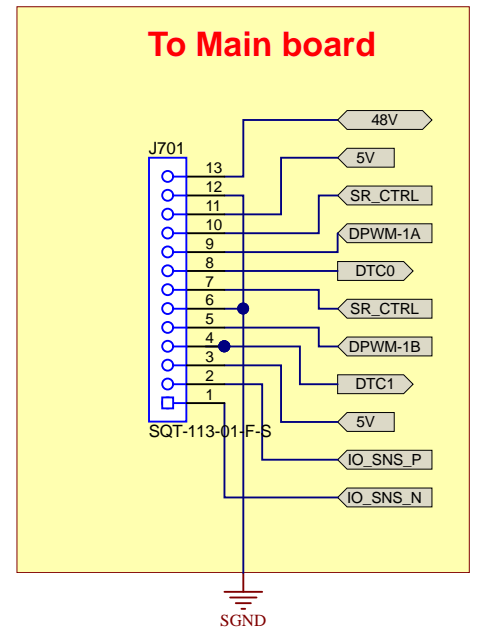 To Main board
J701
48V
13
12
5V
11
10
SR_CTRL
9
DPWM-1A
8
DTC0
7
SR_CTRL
6
5
DPWM-1B
4
3
DTC1
2
1
5V
SQT-113-01-F-S
IO_SNS_P
IO_SNS_N
SGND